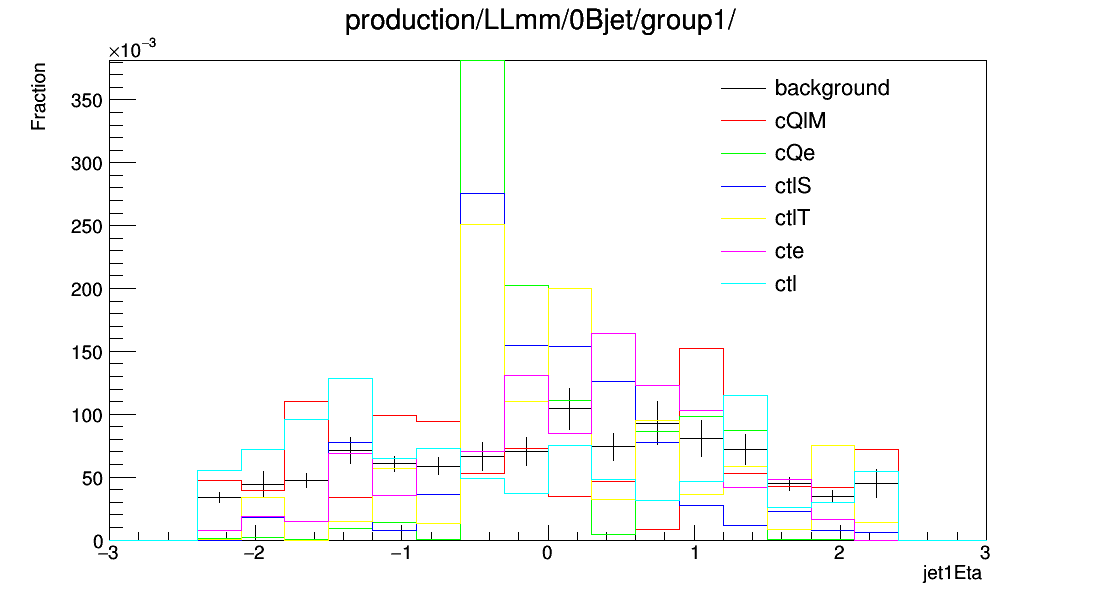 production/LLmm/0Bjet/group1/
×10−3
Fraction
350
300
250
200
150
100
50
0
background
cQlM
cQe
ctlS
ctlT
cte
ctl
−3 −2 −1 0 1 2 3
jet1Eta